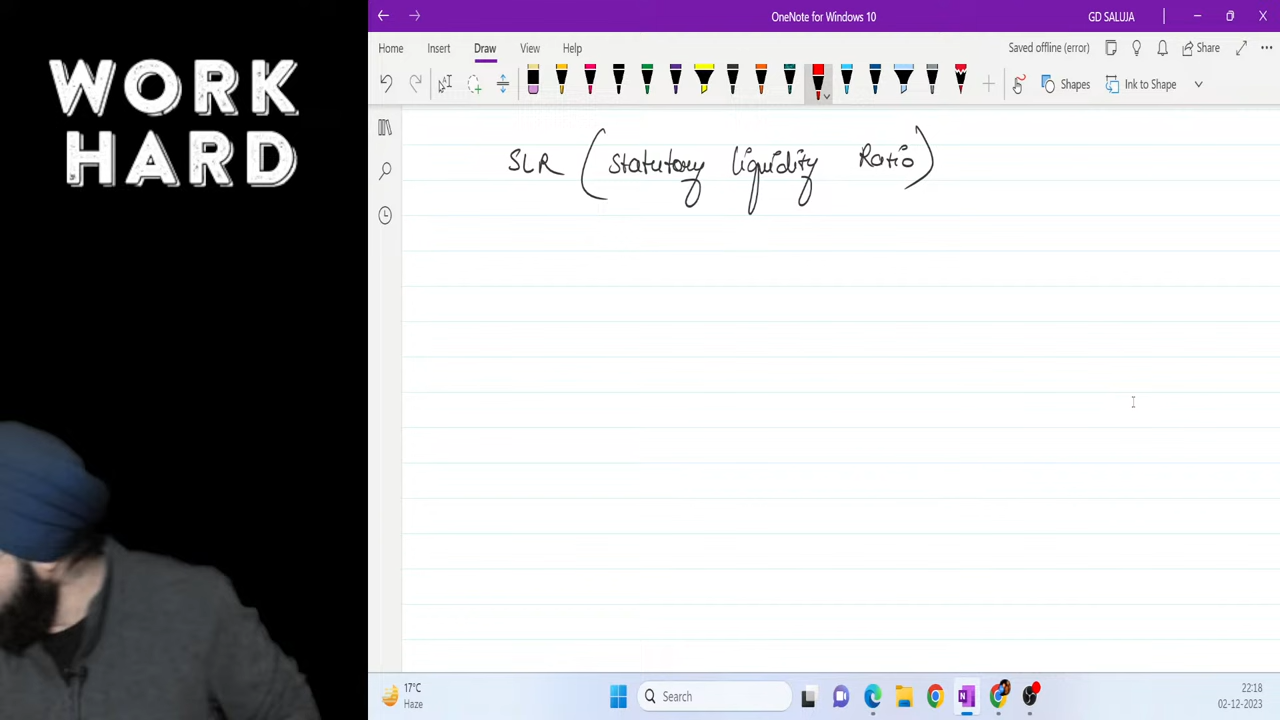 WORK
HARD
OneNote for Windows 10
GD SALUJA
Home Insert Draw View Help
Saved offline (error)
Share
Shapes
Ink to Shape
SLR (Statutory liquidity Ratio)
17°C
Haze
Search
22:18
02-12-2023